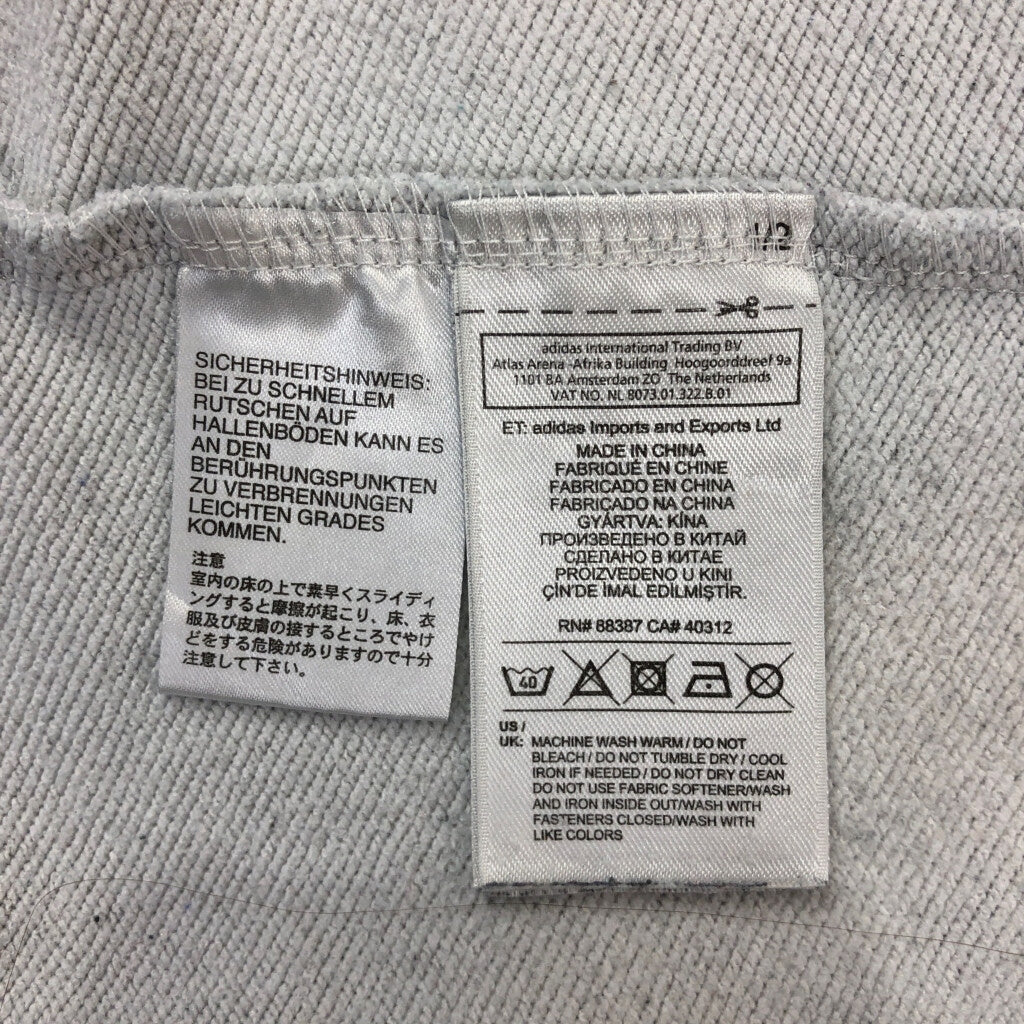 SICHERHEITSHINWEIS:
BEI ZU SCHNELLEM
RUTSCHEN AUF
HALLENBÖDEN KANN ES
AN DEN
BERÜHRUNGSPUNKTEN
ZU VERBRENNUNGEN
LEICHTEN GRADES
KOMMEN.
注意
室内の床の上で素早くスライディ
ングすると摩擦が起こり、床、衣
服及び皮膚の接するところでやけ
どをする危険がありますので十分
注意して下さい。
adidas International Trading BV
Atlas Arena -Afrika Building Hoogoorddreef 9a
1101 BA Amsterdam ZO The Netherlands
VAT NO. NL 8073.01.322.B.01
ET: adidas Imports and Exports Ltd
MADE IN CHINA
FABRIQUÉ EN CHINE
FABRICADO EN CHINA
FABRICADO NA CHINA
GYÁRTVA: KÍNA
ПРОИЗВЕДЕНО В КИТАЙ
СДЕЛАНО В КИТАЕ
PROIZVEDENO U KINI
ÇİN'DE İMAL EDİLMİŞTİR.
RN# 88387 CA# 40312
40
US /
UK: MACHINE WASH WARM / DO NOT
BLEACH / DO NOT TUMBLE DRY / COOL
IRON IF NEEDED / DO NOT DRY CLEAN
DO NOT USE FABRIC SOFTENER/WASH
AND IRON INSIDE OUT/WASH WITH
FASTENERS CLOSED/WASH WITH
LIKE COLORS